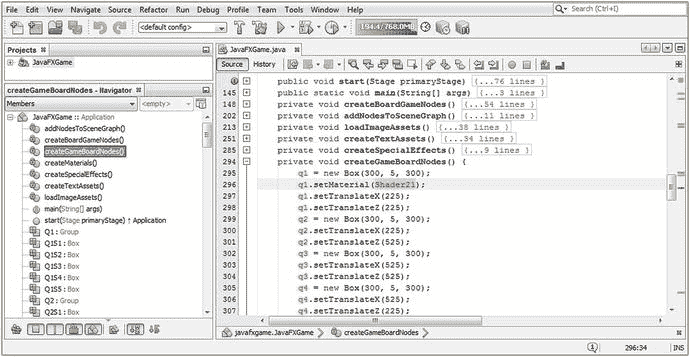 File Edit View Navigate Source Refactor Run Debug Profile Team Tools Window Help
Search (Ctrl+I)
<default config>
194.4/768.0MB
Projects
JavaFXGame
JavaFXGame.java
Source History
createGameBoardNodes() - Navigator
Members
<empty>
JavaFXGame :: Application
addNodesToSceneGraph()
createBoardGameNodes()
createGameBoardNodes()
createMaterials()
createSpecialEffects()
createTextAssets()
loadImageAssets()
main(String[] args)
start(Stage primaryStage) ↑ Application
Q1 : Group
Q1S1 : Box
Q1S2 : Box
Q1S3 : Box
Q1S4 : Box
Q1S5 : Box
Q2 : Group
Q2S1 : Box
public void start(Stage primaryStage) {...76 lines }
145 public static void main(String[] args) {...3 lines }
148 private void createBoardGameNodes() {...54 lines }
202 private void addNodesToSceneGraph() {...11 lines }
213 private void loadImageAssets() {...38 lines }
251 private void createTextAssets() {...34 lines }
285 private void createSpecialEffects() {...9 lines }
294 private void createGameBoardNodes() {
295 q1 = new Box(300, 5, 300);
296 q1.setMaterial(Shader21);
297 q1.setTranslateX(225);
298 q1.setTranslateZ(225);
299 q2 = new Box(300, 5, 300);
300 q2.setTranslateX(225);
301 q2.setTranslateZ(525);
302 q3 = new Box(300, 5, 300);
303 q3.setTranslateX(525);
304 q3.setTranslateZ(525);
305 q4 = new Box(300, 5, 300);
306 q4.setTranslateX(525);
307 q4.setTranslateZ(225);
javafxgame.JavaFXGame
createGameBoardNodes
1
296:34
INS